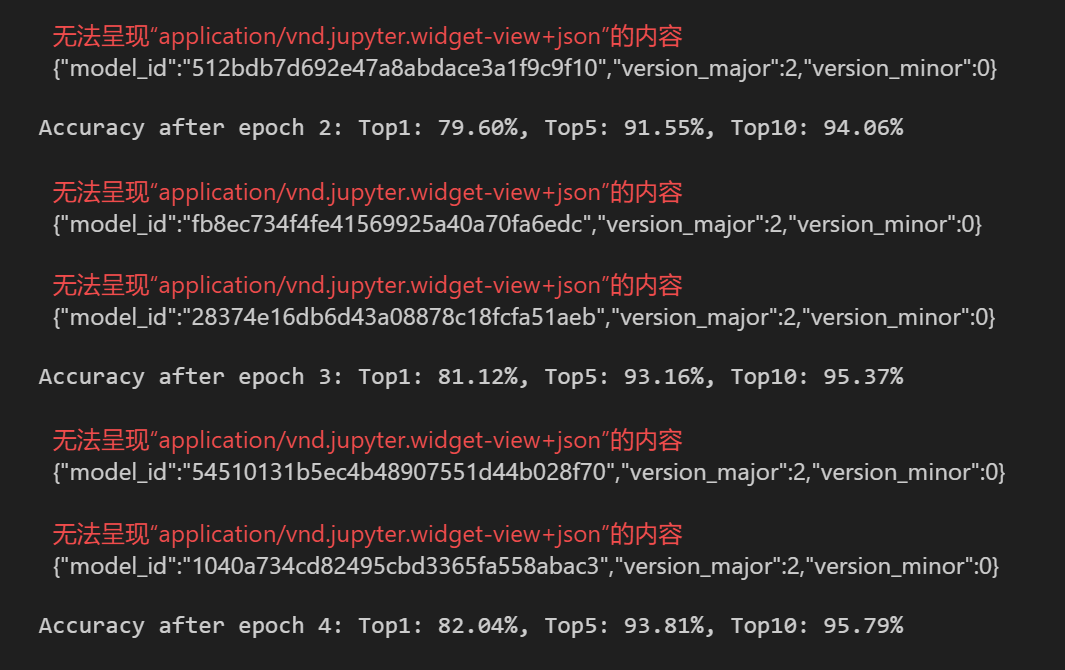 无法呈现“application/vnd.jupyter.widget-view+json”的内容
{"model_id":"512bdb7d692e47a8abdace3a1f9c9f10","version_major":2,"version_minor":0}
Accuracy after epoch 2: Top1: 79.60%, Top5: 91.55%, Top10: 94.06%
无法呈现“application/vnd.jupyter.widget-view+json”的内容
{"model_id":"fb8ec734f4fe41569925a40a70fa6edc","version_major":2,"version_minor":0}
无法呈现“application/vnd.jupyter.widget-view+json”的内容
{"model_id":"28374e16db6d43a08878c18fcfa51aeb","version_major":2,"version_minor":0}
Accuracy after epoch 3: Top1: 81.12%, Top5: 93.16%, Top10: 95.37%
无法呈现“application/vnd.jupyter.widget-view+json”的内容
{"model_id":"54510131b5ec4b48907551d44b028f70","version_major":2,"version_minor":0}
无法呈现“application/vnd.jupyter.widget-view+json”的内容
{"model_id":"1040a734cd82495cbd3365fa558abac3","version_major":2,"version_minor":0}
Accuracy after epoch 4: Top1: 82.04%, Top5: 93.81%, Top10: 95.79%